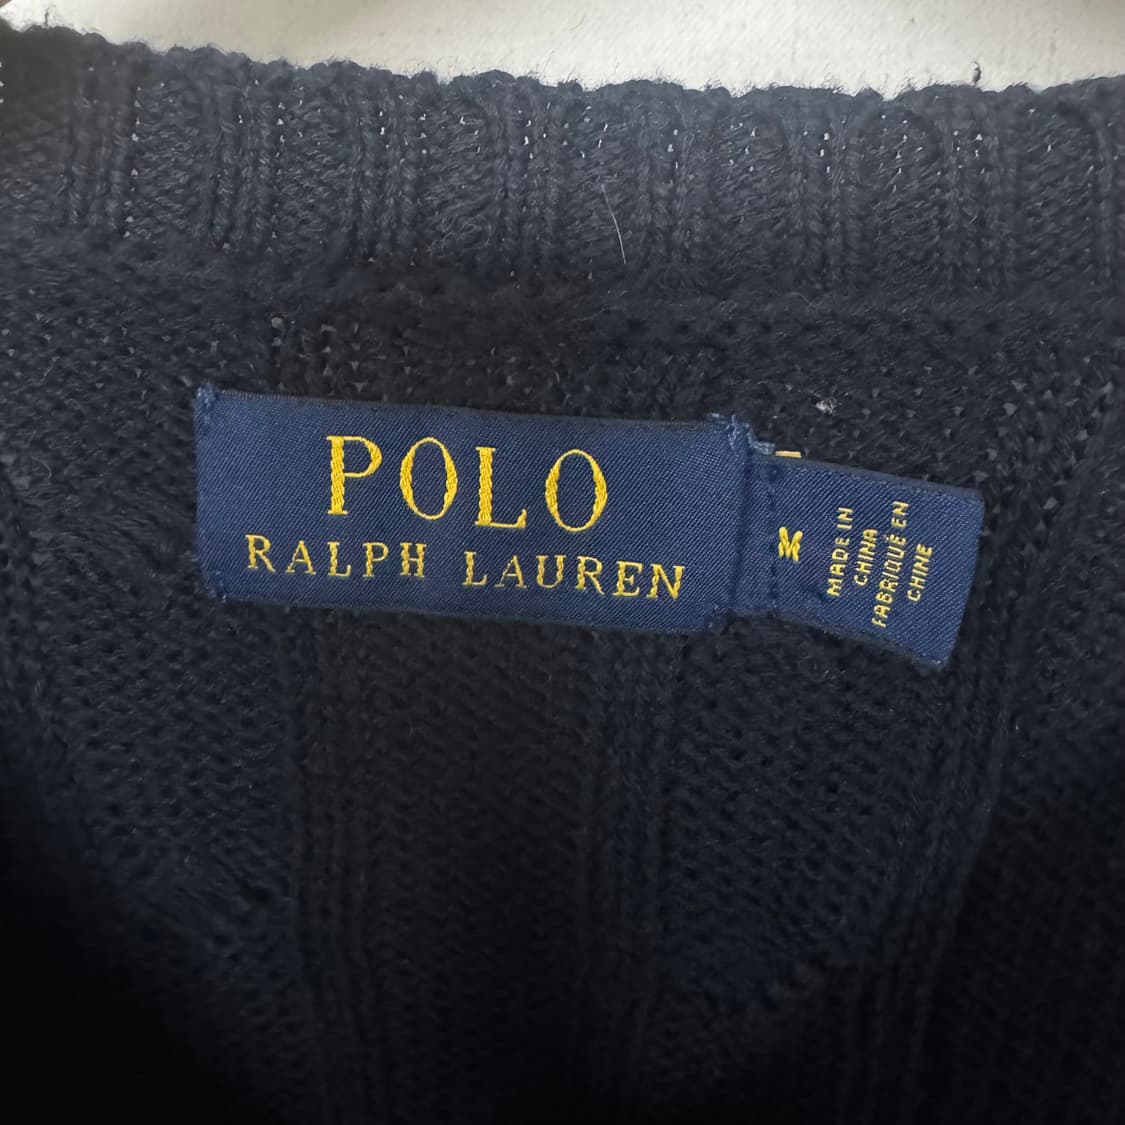 POLO
RALPH LAUREN
M
MADE IN
CHINA
FABRIQUÉ EN
CHINE